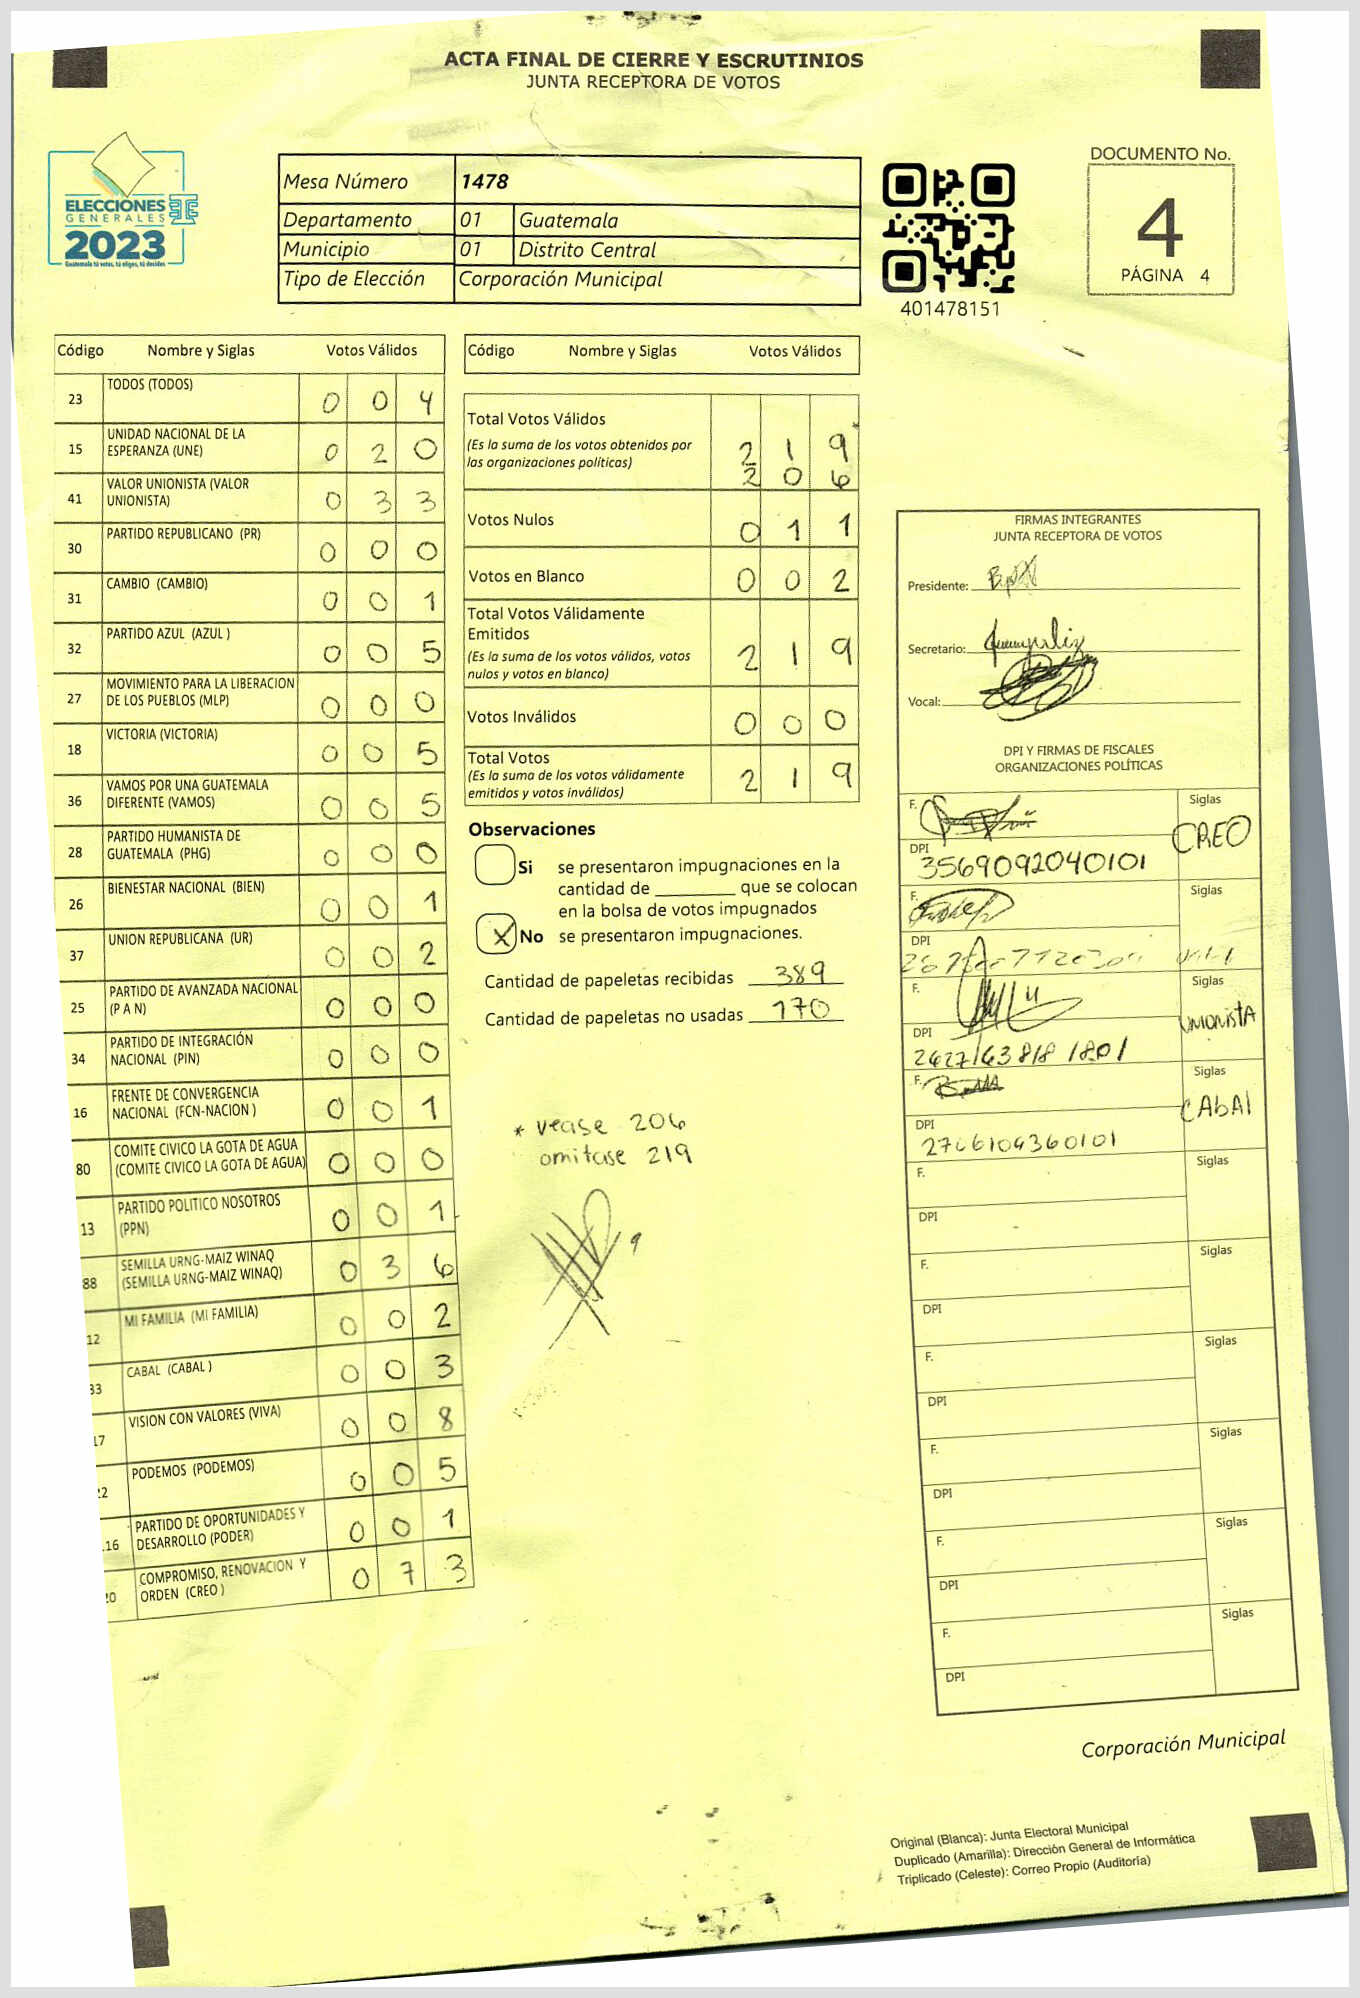 ACTA FINAL DE CIERRE Y ESCRUTINIOS
JUNTA RECEPTORA DE VOTOS
ELECCIONES
GENERALES
2023
Guatemala tú votas, tú eliges, tú decides
Mesa Número 1478
Departamento 01 Guatemala
Municipio 01 Distrito Central
Tipo de Elección Corporación Municipal
401478151
DOCUMENTO No.
4
PÁGINA 4
Código Nombre y Siglas Votos Válidos
23 TODOS (TODOS) 0 0 4
15 UNIDAD NACIONAL DE LA
ESPERANZA (UNE) 0 2 0
41 VALOR UNIONISTA (VALOR
UNIONISTA) 0 3 3
30 PARTIDO REPUBLICANO (PR) 0 0 0
31 CAMBIO (CAMBIO) 0 0 1
32 PARTIDO AZUL (AZUL ) 0 0 5
27 MOVIMIENTO PARA LA LIBERACION
DE LOS PUEBLOS (MLP) 0 0 0
18 VICTORIA (VICTORIA) 0 0 5
36 VAMOS POR UNA GUATEMALA
DIFERENTE (VAMOS) 0 0 5
28 PARTIDO HUMANISTA DE
GUATEMALA (PHG) 0 0 0
26 BIENESTAR NACIONAL (BIEN) 0 0 1
37 UNION REPUBLICANA (UR) 0 0 2
25 PARTIDO DE AVANZADA NACIONAL
(P A N) 0 0 0
34 PARTIDO DE INTEGRACIÓN
NACIONAL (PIN) 0 0 0
16 FRENTE DE CONVERGENCIA
NACIONAL (FCN-NACION ) 0 0 1
80 COMITE CIVICO LA GOTA DE AGUA
(COMITE CIVICO LA GOTA DE AGUA) 0 0 0
13 PARTIDO POLITICO NOSOTROS
(PPN) 0 0 1
88 SEMILLA URNG-MAIZ WINAQ
(SEMILLA URNG-MAIZ WINAQ) 0 3 6
12 MI FAMILIA (MI FAMILIA) 0 0 2
33 CABAL (CABAL ) 0 0 3
17 VISION CON VALORES (VIVA) 0 0 8
22 PODEMOS (PODEMOS) 0 0 5
16 PARTIDO DE OPORTUNIDADES Y
DESARROLLO (PODER) 0 0 1
20 COMPROMISO, RENOVACION Y
ORDEN (CREO ) 0 7 3
Código Nombre y Siglas Votos Válidos
Total Votos Válidos
(Es la suma de los votos obtenidos por
las organizaciones políticas) 2 1 9 *
2 0 6
Votos Nulos 0 1 1
Votos en Blanco 0 0 2
Total Votos Válidamente
Emitidos
(Es la suma de los votos válidos, votos
nulos y votos en blanco) 2 1 9
Votos Inválidos 0 0 0
Total Votos
(Es la suma de los votos válidamente
emitidos y votos inválidos) 2 1 9
Observaciones
Si se presentaron impugnaciones en la
cantidad de ________ que se colocan
en la bolsa de votos impugnados
X No se presentaron impugnaciones.
Cantidad de papeletas recibidas 389
Cantidad de papeletas no usadas 170
* vease 206
omitase 219
FIRMAS INTEGRANTES
JUNTA RECEPTORA DE VOTOS
Presidente:
Secretario:
Vocal:
DPI Y FIRMAS DE FISCALES
ORGANIZACIONES POLÍTICAS
F. Siglas
CREO
DPI
3569092040101
F. Siglas
DPI
F. Siglas
UNIONISTA
DPI
2427163818 1801
F. Siglas
CAbAl
DPI
2706104360101
F. Siglas
DPI
F. Siglas
DPI
F. Siglas
DPI
F. Siglas
DPI
F. Siglas
DPI
F. Siglas
DPI
Corporación Municipal
Original (Blanca): Junta Electoral Municipal
Duplicado (Amarilla): Dirección General de Informática
Triplicado (Celeste): Correo Propio (Auditoría)